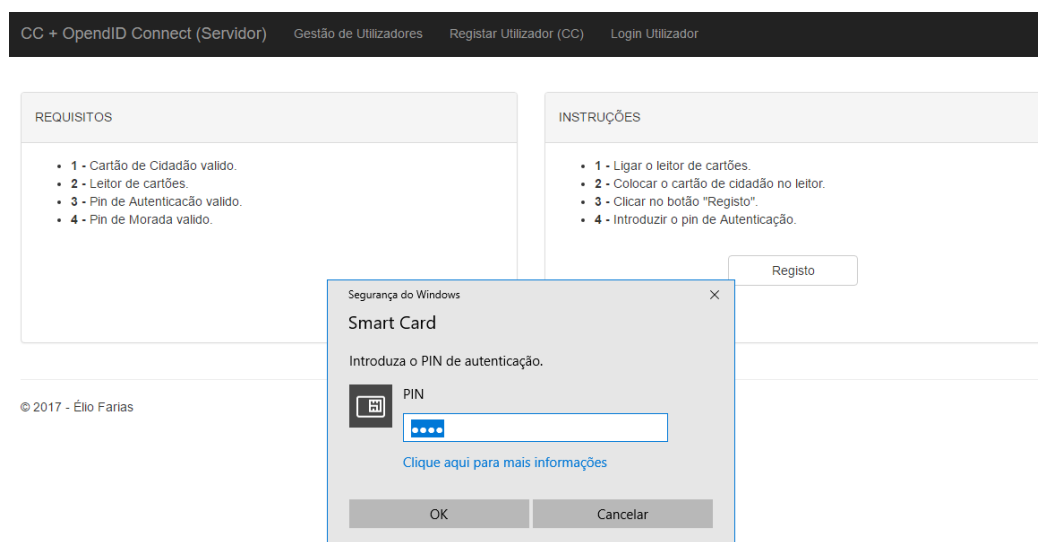 CC + OpendID Connect (Servidor) Gestão de Utilizadores Registar Utilizador (CC) Login Utilizador
REQUISITOS
• 1 - Cartão de Cidadão valido.
• 2 - Leitor de cartões.
• 3 - Pin de Autenticacão valido.
• 4 - Pin de Morada valido.
INSTRUÇÕES
• 1 - Ligar o leitor de cartões.
• 2 - Colocar o cartão de cidadão no leitor.
• 3 - Clicar no botão "Registo".
• 4 - Introduzir o pin de Autenticação.
Registo
Segurança do Windows
Smart Card
Introduza o PIN de autenticação.
PIN
••••
Clique aqui para mais informações
OK Cancelar
© 2017 - Élio Farias